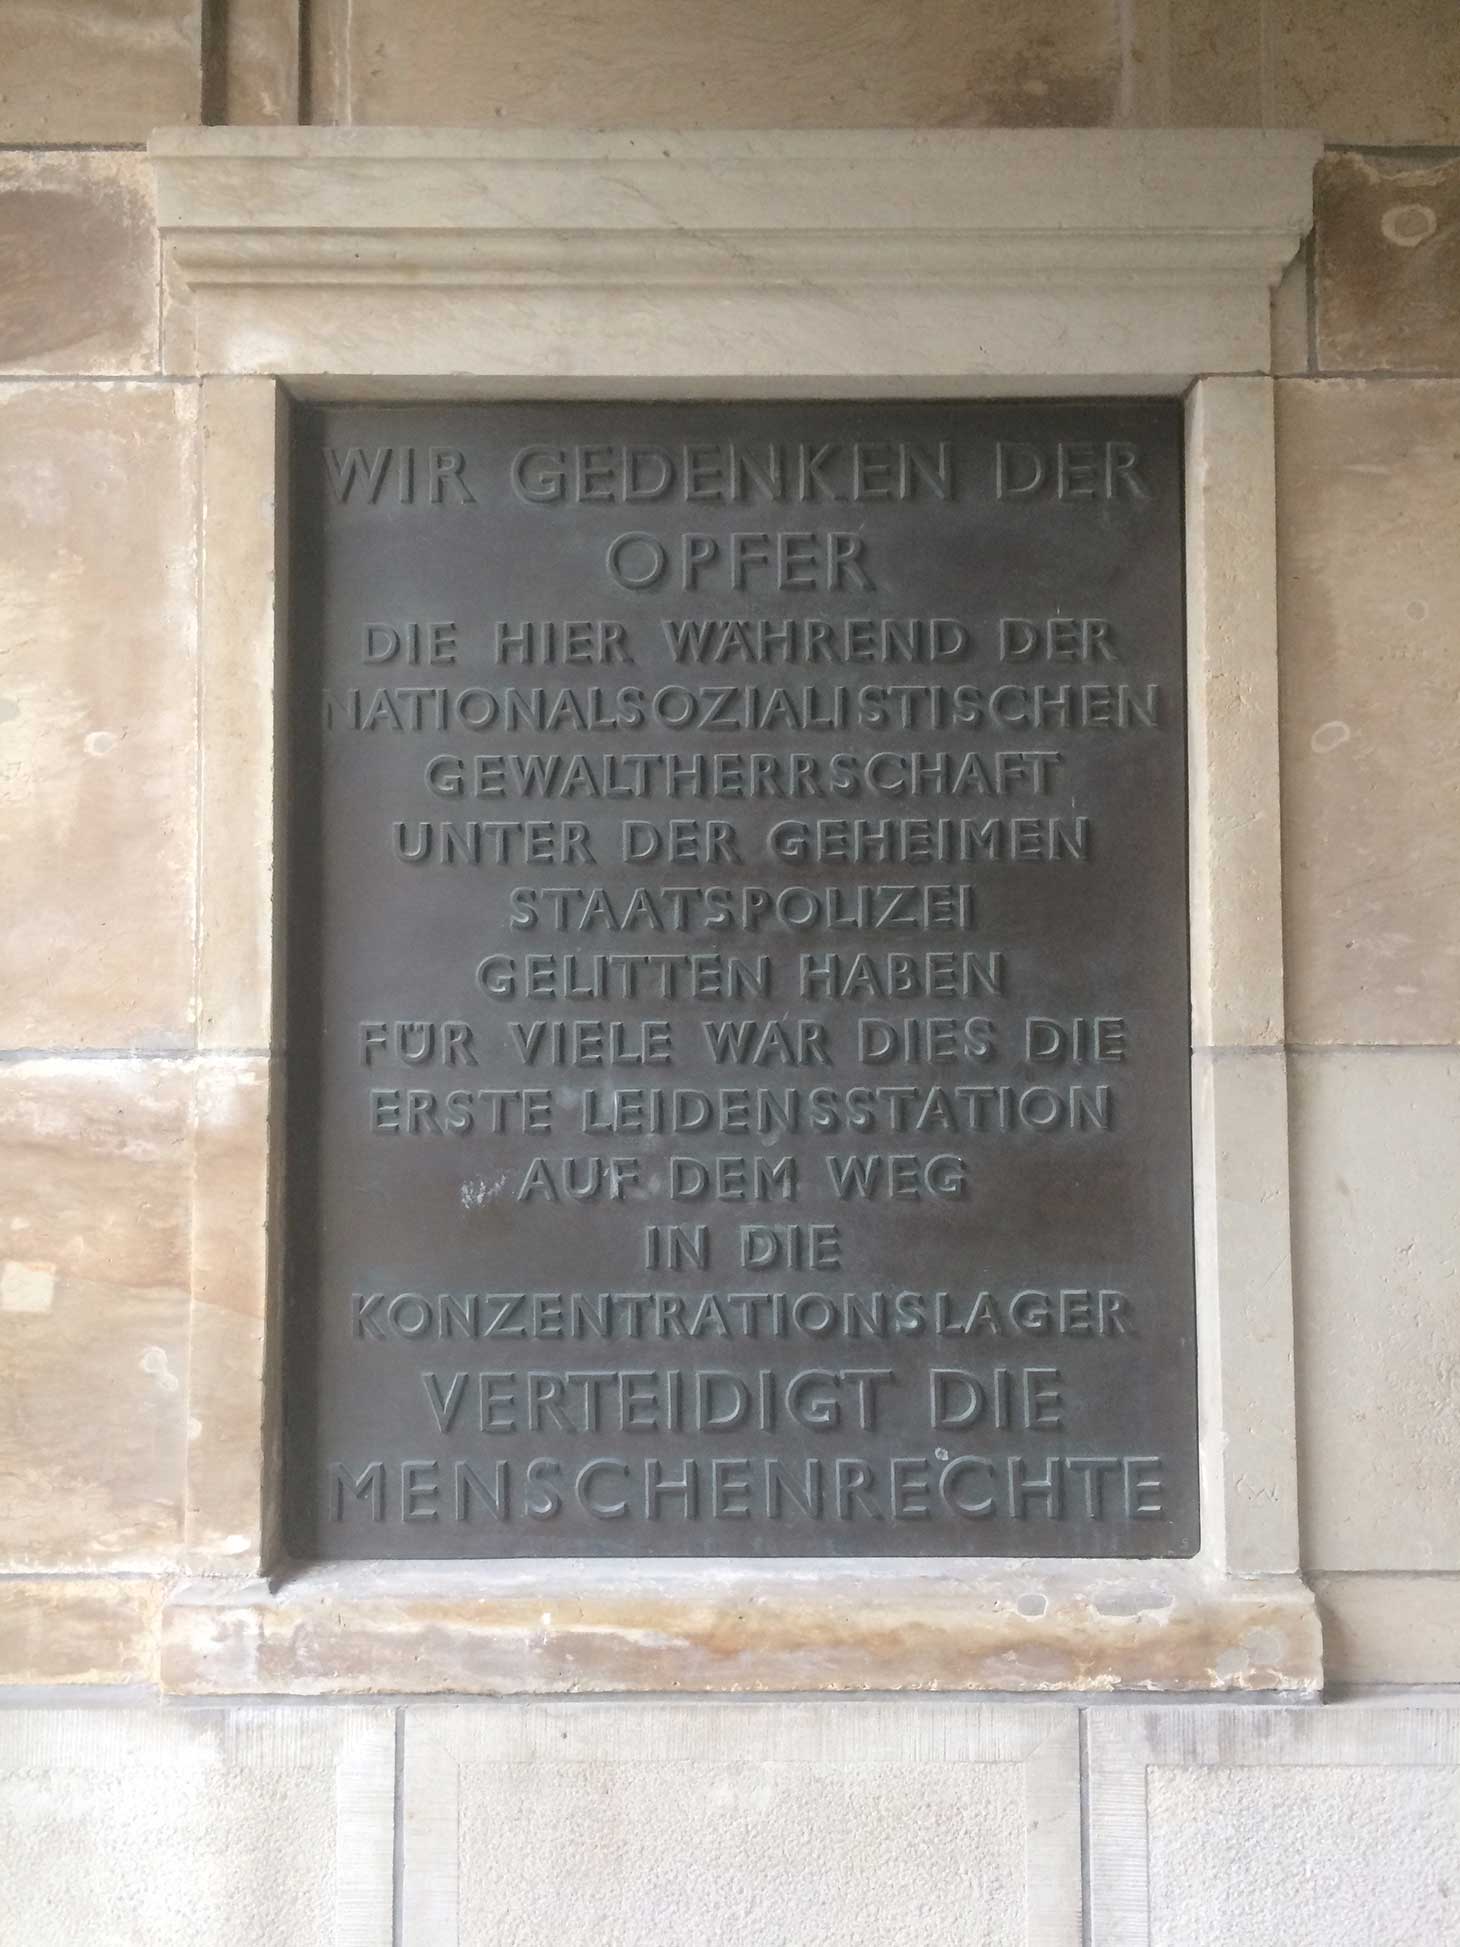 WIR GEDENKEN DER
OPFER
DIE HIER WÄHREND DER
NATIONALSOZIALISTISCHEN
GEWALTHERRSCHAFT
UNTER DER GEHEIMEN
STAATSPOLIZEI
GELITTEN HABEN
FÜR VIELE WAR DIES DIE
ERSTE LEIDENSSTATION
AUF DEM WEG
IN DIE
KONZENTRATIONSLAGER
VERTEIDIGT DIE
MENSCHENRECHTE